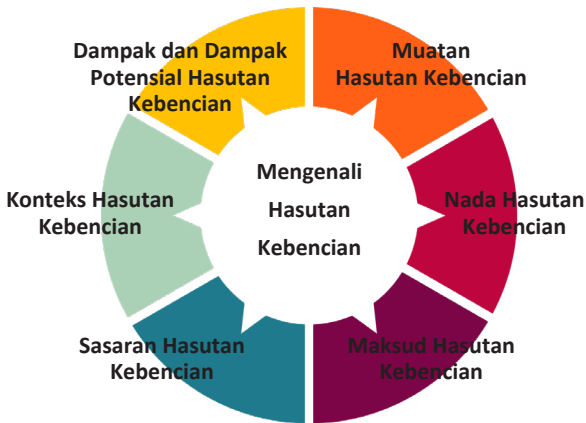 Dampak dan Dampak
Potensial Hasutan
Kebencian
Muatan
Hasutan Kebencian
Mengenali
Hasutan
Kebencian
Konteks Hasutan
Kebencian
Nada Hasutan
Kebencian
Sasaran Hasutan
Kebencian
Maksud Hasutan
Kebencian